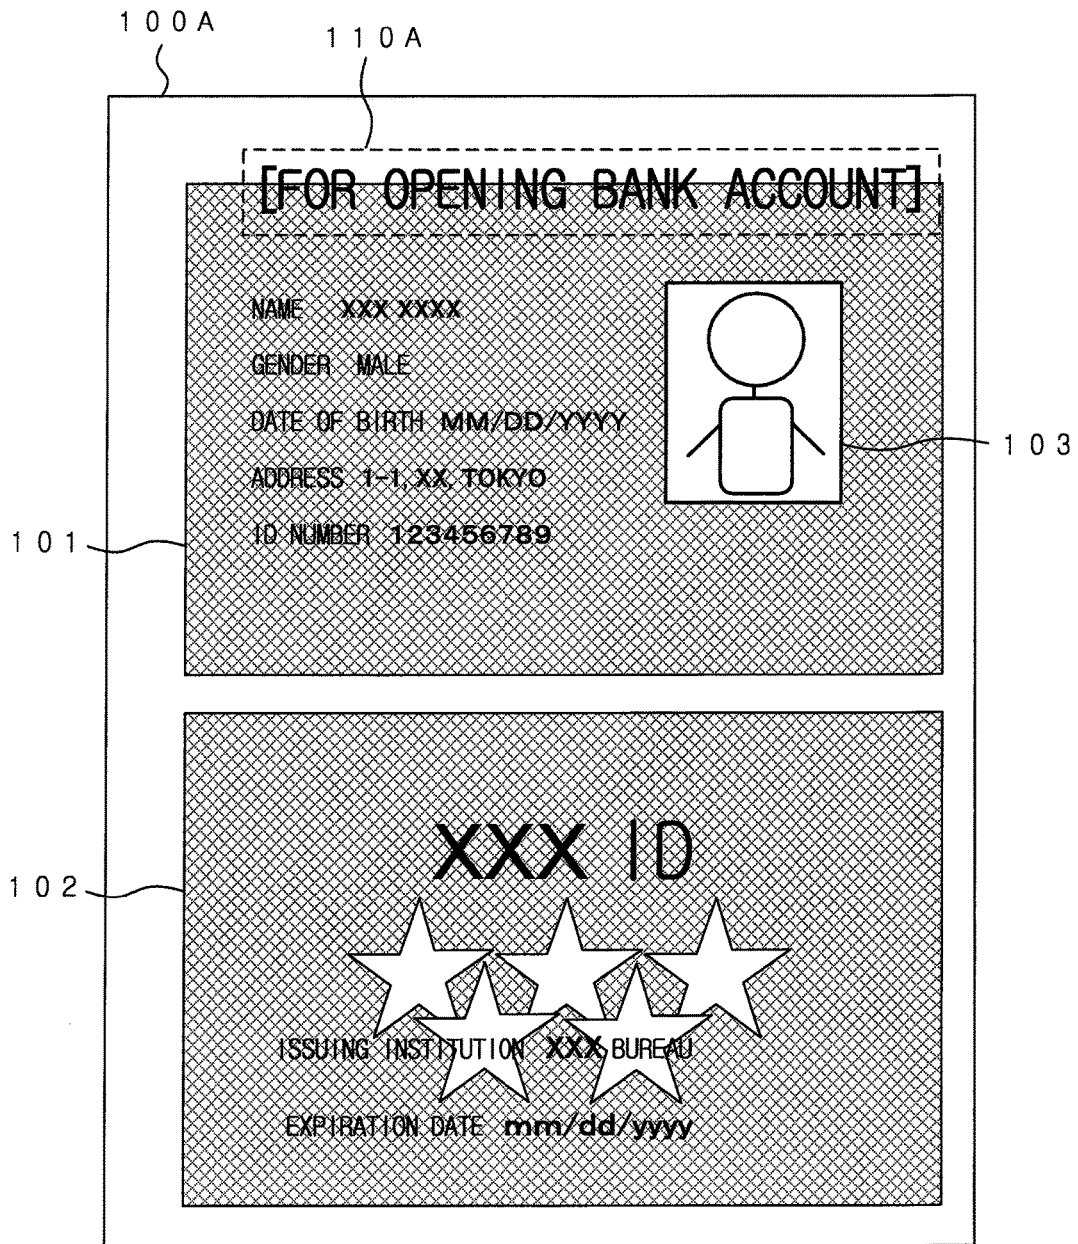 100A
110A
[FOR OPENING BANK ACCOUNT]
NAME XXX XXXX
GENDER MALE
DATE OF BIRTH MM/DD/YYYY
103
ADDRESS 1-1, XX, TOKYO
ID NUMBER 123456789
101
XXX ID
102
ISSUING INSTITUTION XXX BUREAU
EXPIRATION DATE mm/dd/yyyy